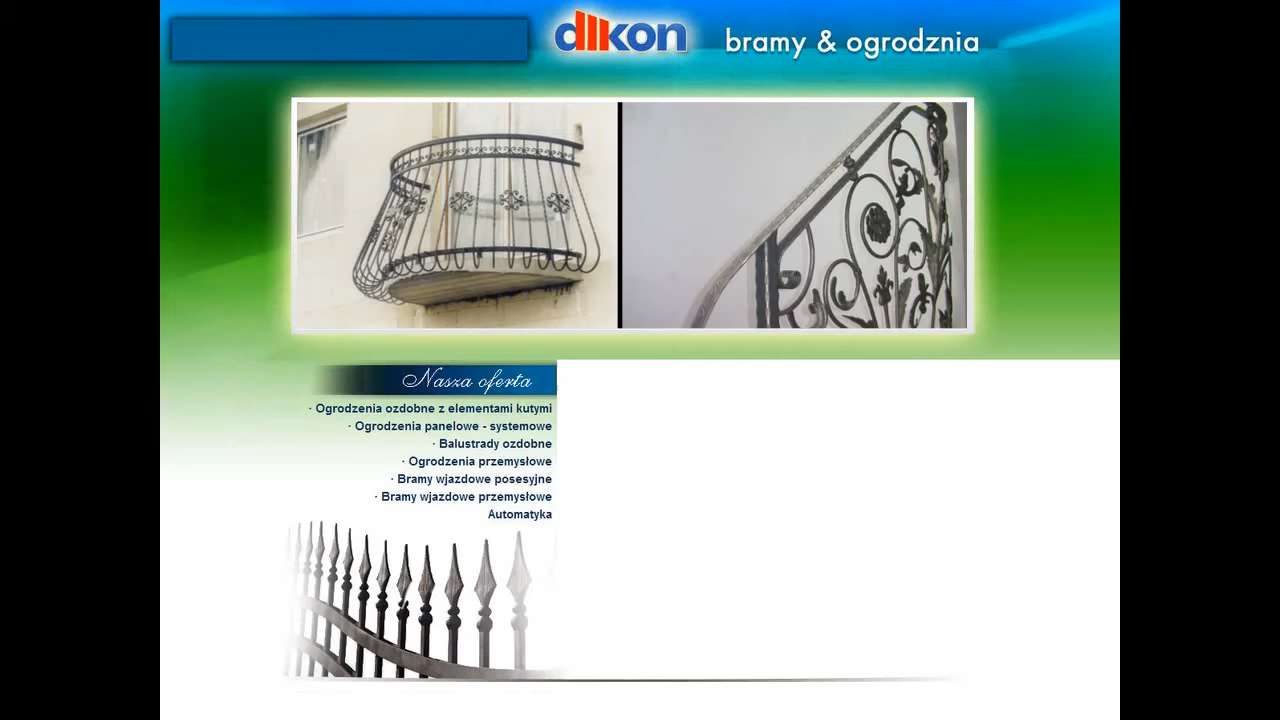 dikon
bramy & ogrodznia
Nasza oferta
· Ogrodzenia ozdobne z elementami kutymi
· Ogrodzenia panelowe - systemowe
· Balustrady ozdobne
· Ogrodzenia przemysłowe
· Bramy wjazdowe posesyjne
· Bramy wjazdowe przemysłowe
Automatyka